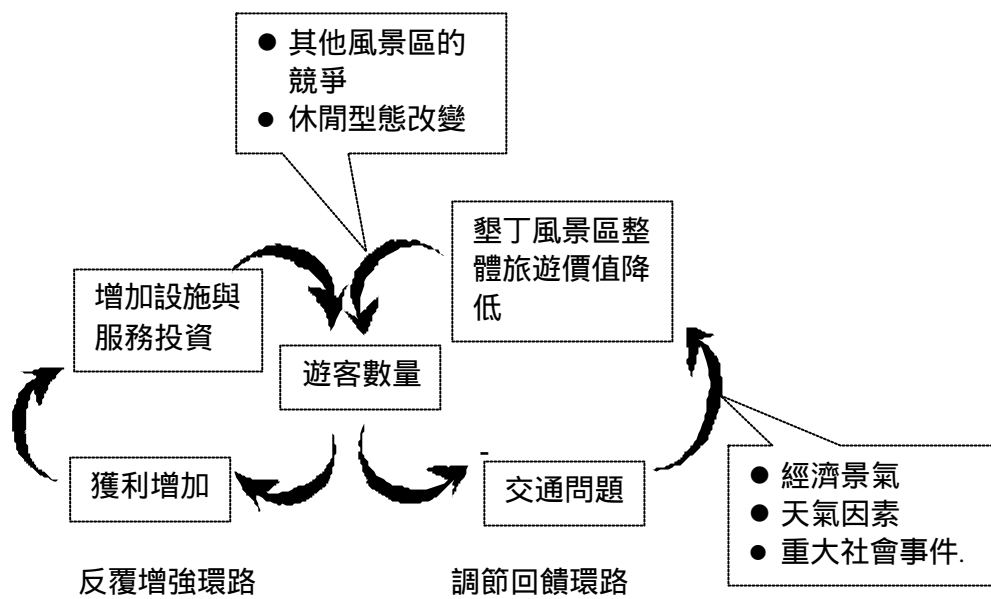 ● 其他風景區的
競爭
● 休閒型態改變
墾丁風景區整
體旅遊價值降
低
增加設施與
服務投資
遊客數量
獲利增加
-
交通問題
● 經濟景氣
● 天氣因素
● 重大社會事件.
反覆增強環路
調節回饋環路